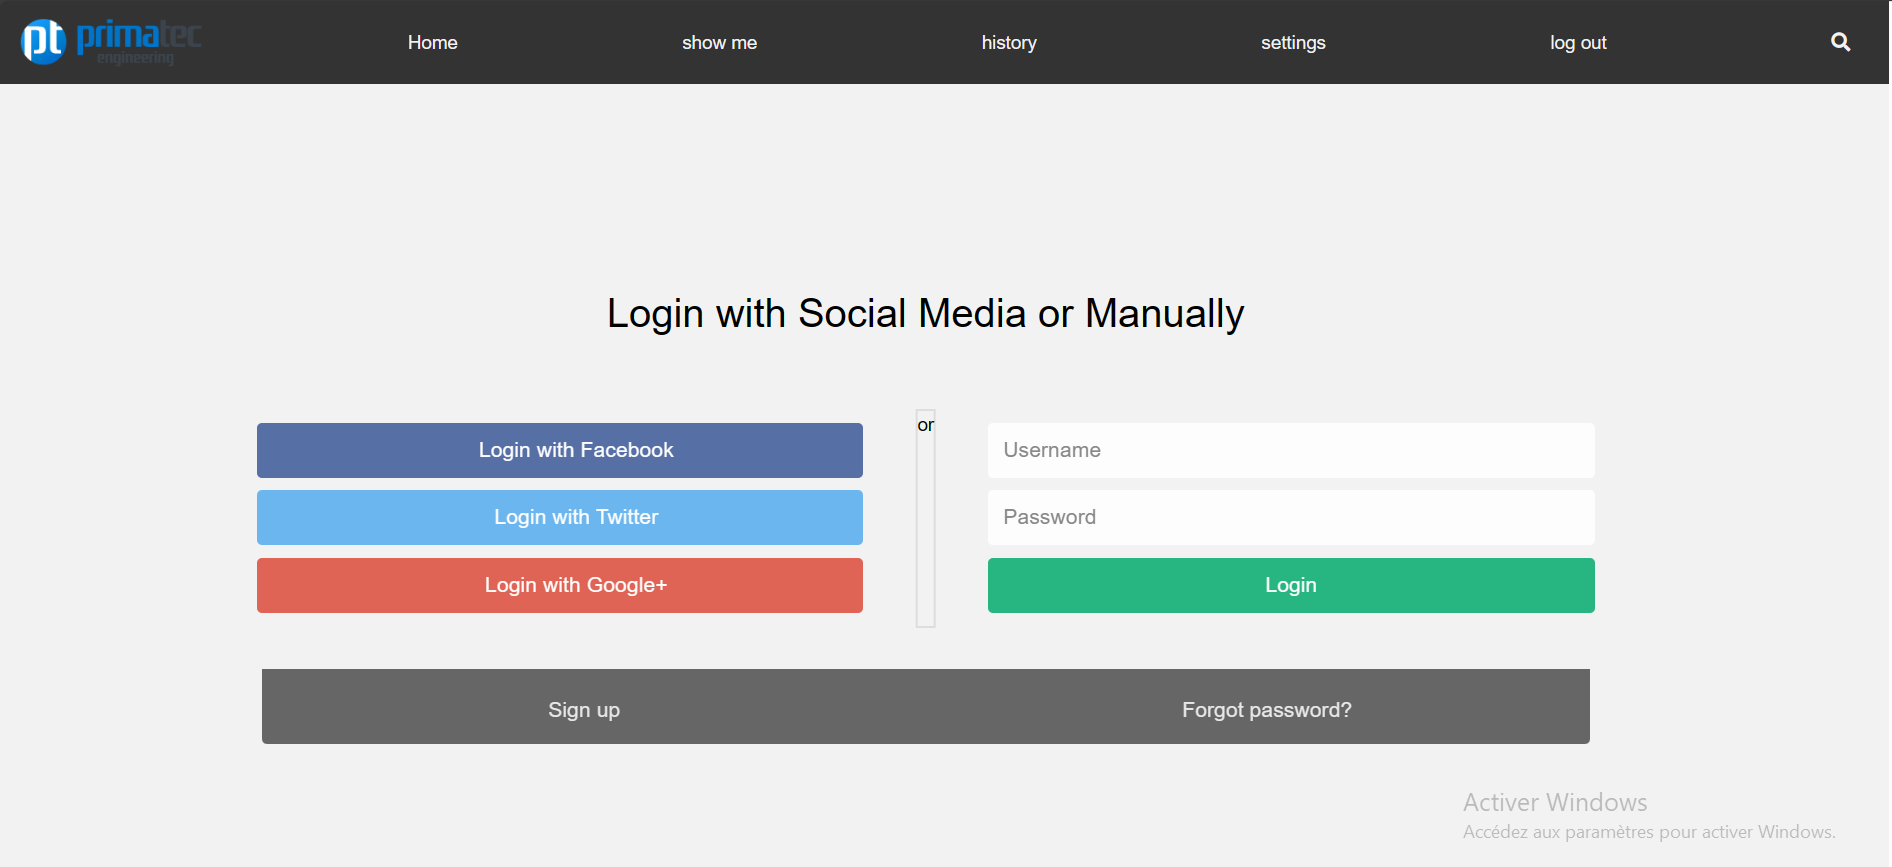 pt primatec
engineering
Home
show me
history
settings
log out
Login with Social Media or Manually
Login with Facebook
Login with Twitter
Login with Google+
or
Username
Password
Login
Sign up
Forgot password?
Activer Windows
Accédez aux paramètres pour activer Windows.